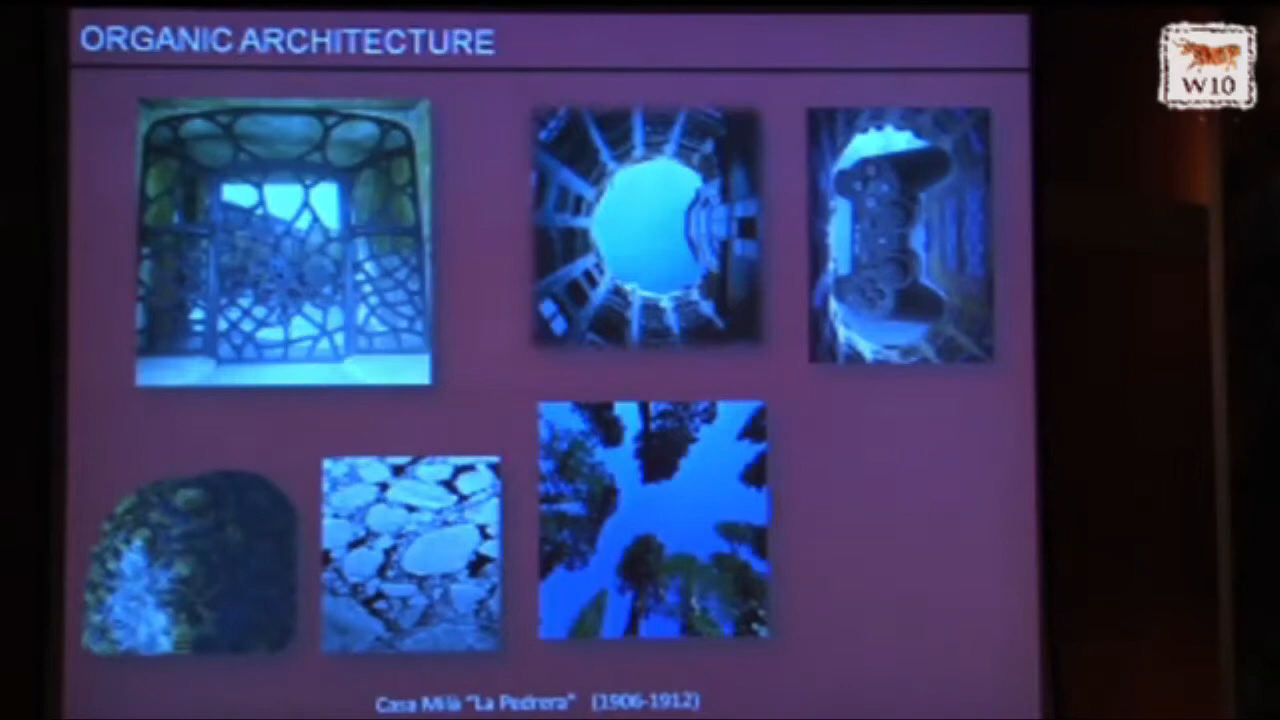 ORGANIC ARCHITECTURE
W10
Casa Milà "La Pedrera" (1906-1912)